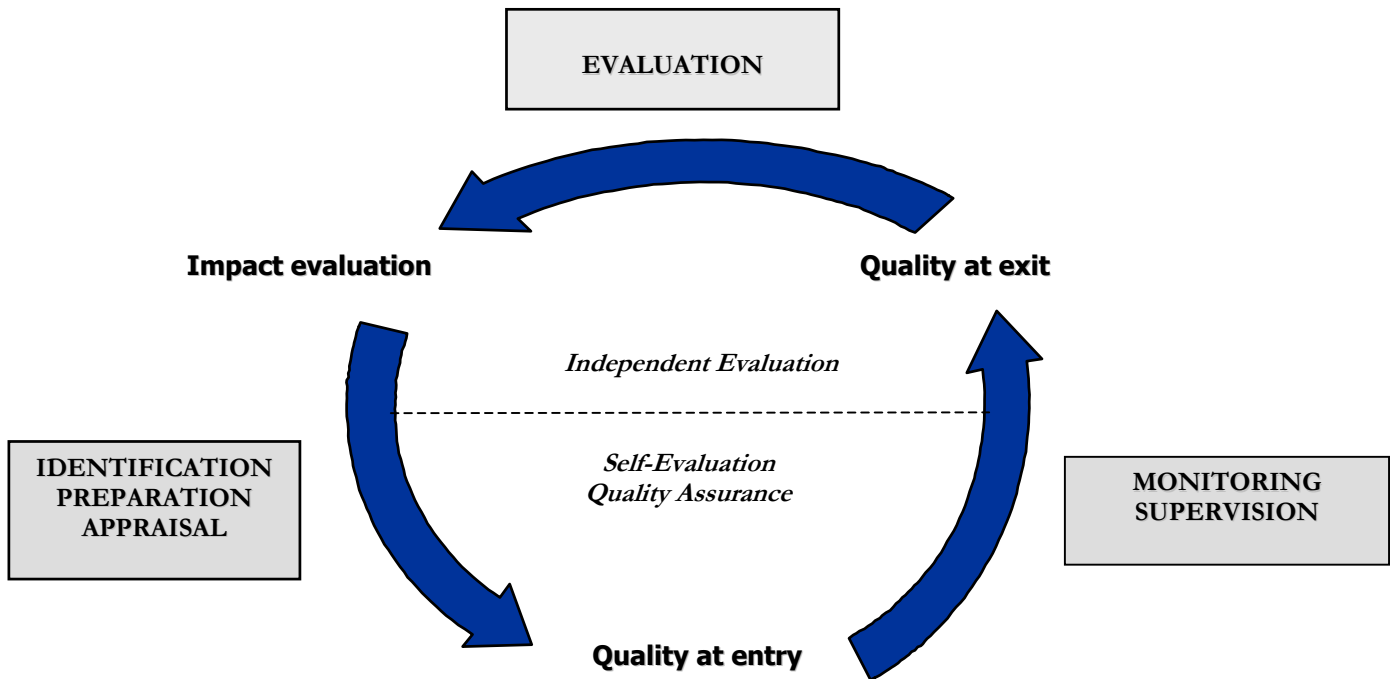 EVALUATION
Impact evaluation
Quality at exit
Independent Evaluation
Self-Evaluation
Quality Assurance
IDENTIFICATION
PREPARATION
APPRAISAL
MONITORING
SUPERVISION
Quality at entry